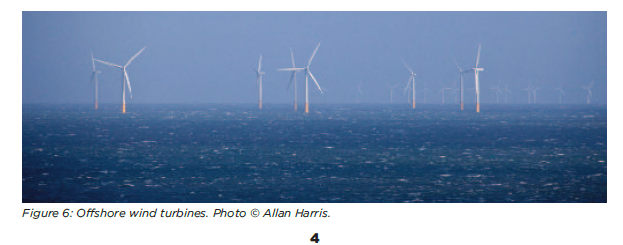 Figure 6: Offshore wind turbines. Photo © Allan Harris.
4